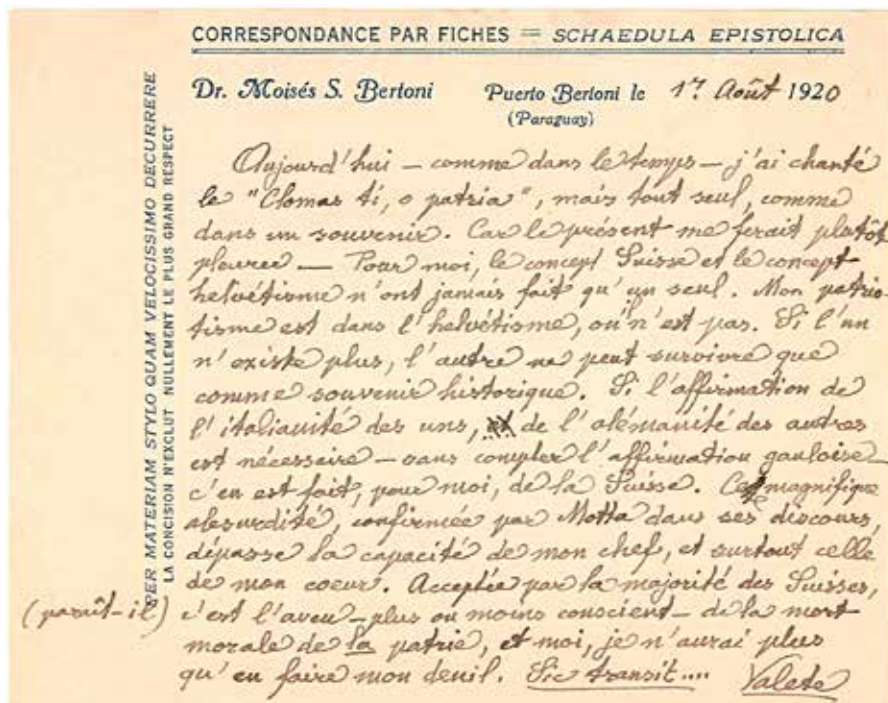 CORRESPONDANCE PAR FICHES = SCHAEDULA EPISTOLICA
Dr. Moisés S. Bertoni
Puerto Bertoni le 1er Août 1920
(Paraguay)
PER MATERIAM STYLO QUAM VELOCISSIMO DECURRERE
LA CONCISION N'EXCLUT NULLEMENT LE PLUS GRAND RESPECT
Aujourd'hui – comme dans le temps – j'ai chanté
le "Clomas ti, o patria", mais tout seul, comme
dans un souvenir. Car le présent me ferait plutôt
pleurer — Pour moi, le concept Suisse et le concept
helvétisme n'ont jamais fait qu'un seul. Mon patrio-
tisme est dans l'helvétisme, ou n'est pas. Si l'un
n'existe plus, l'autre ne peut survivre que
comme souvenir historique. Si l'affirmation de
l'italianité des uns, et de l'alémanité des autres
est nécessaire – sans compter l'affirmation gauloise –
c'en est fait, pour moi, de la Suisse. Cette magnifique
absurdité, confirmée par Motta dans ses discours,
dépasse la capacité de mon chef, et surtout celle
de mon coeur. Acceptée par la majorité des Suisses,
(paraît-il) c'est l'aveu – plus ou moins conscient – de la mort
morale de la patrie, et moi, je n'aurai plus
qu'en faire mon deuil. Sic transit.... Valete